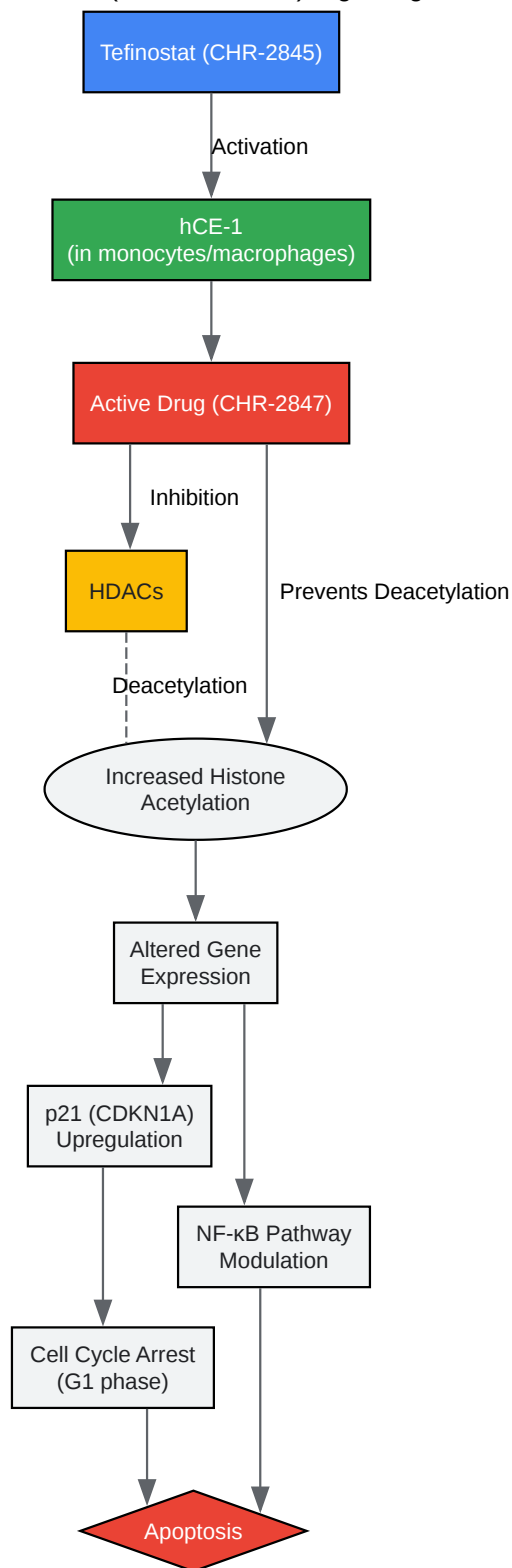 Tefinostat (CHR-2845)
Activation
hCE-1
(in monocytes/macrophages)
Active Drug (CHR-2847)
Inhibition
HDACs
Prevents Deacetylation
Deacetylation
Increased Histone
Acetylation
Altered Gene
Expression
p21 (CDKN1A)
Upregulation
NF-κB Pathway
Modulation
Cell Cycle Arrest
(G1 phase)
Apoptosis